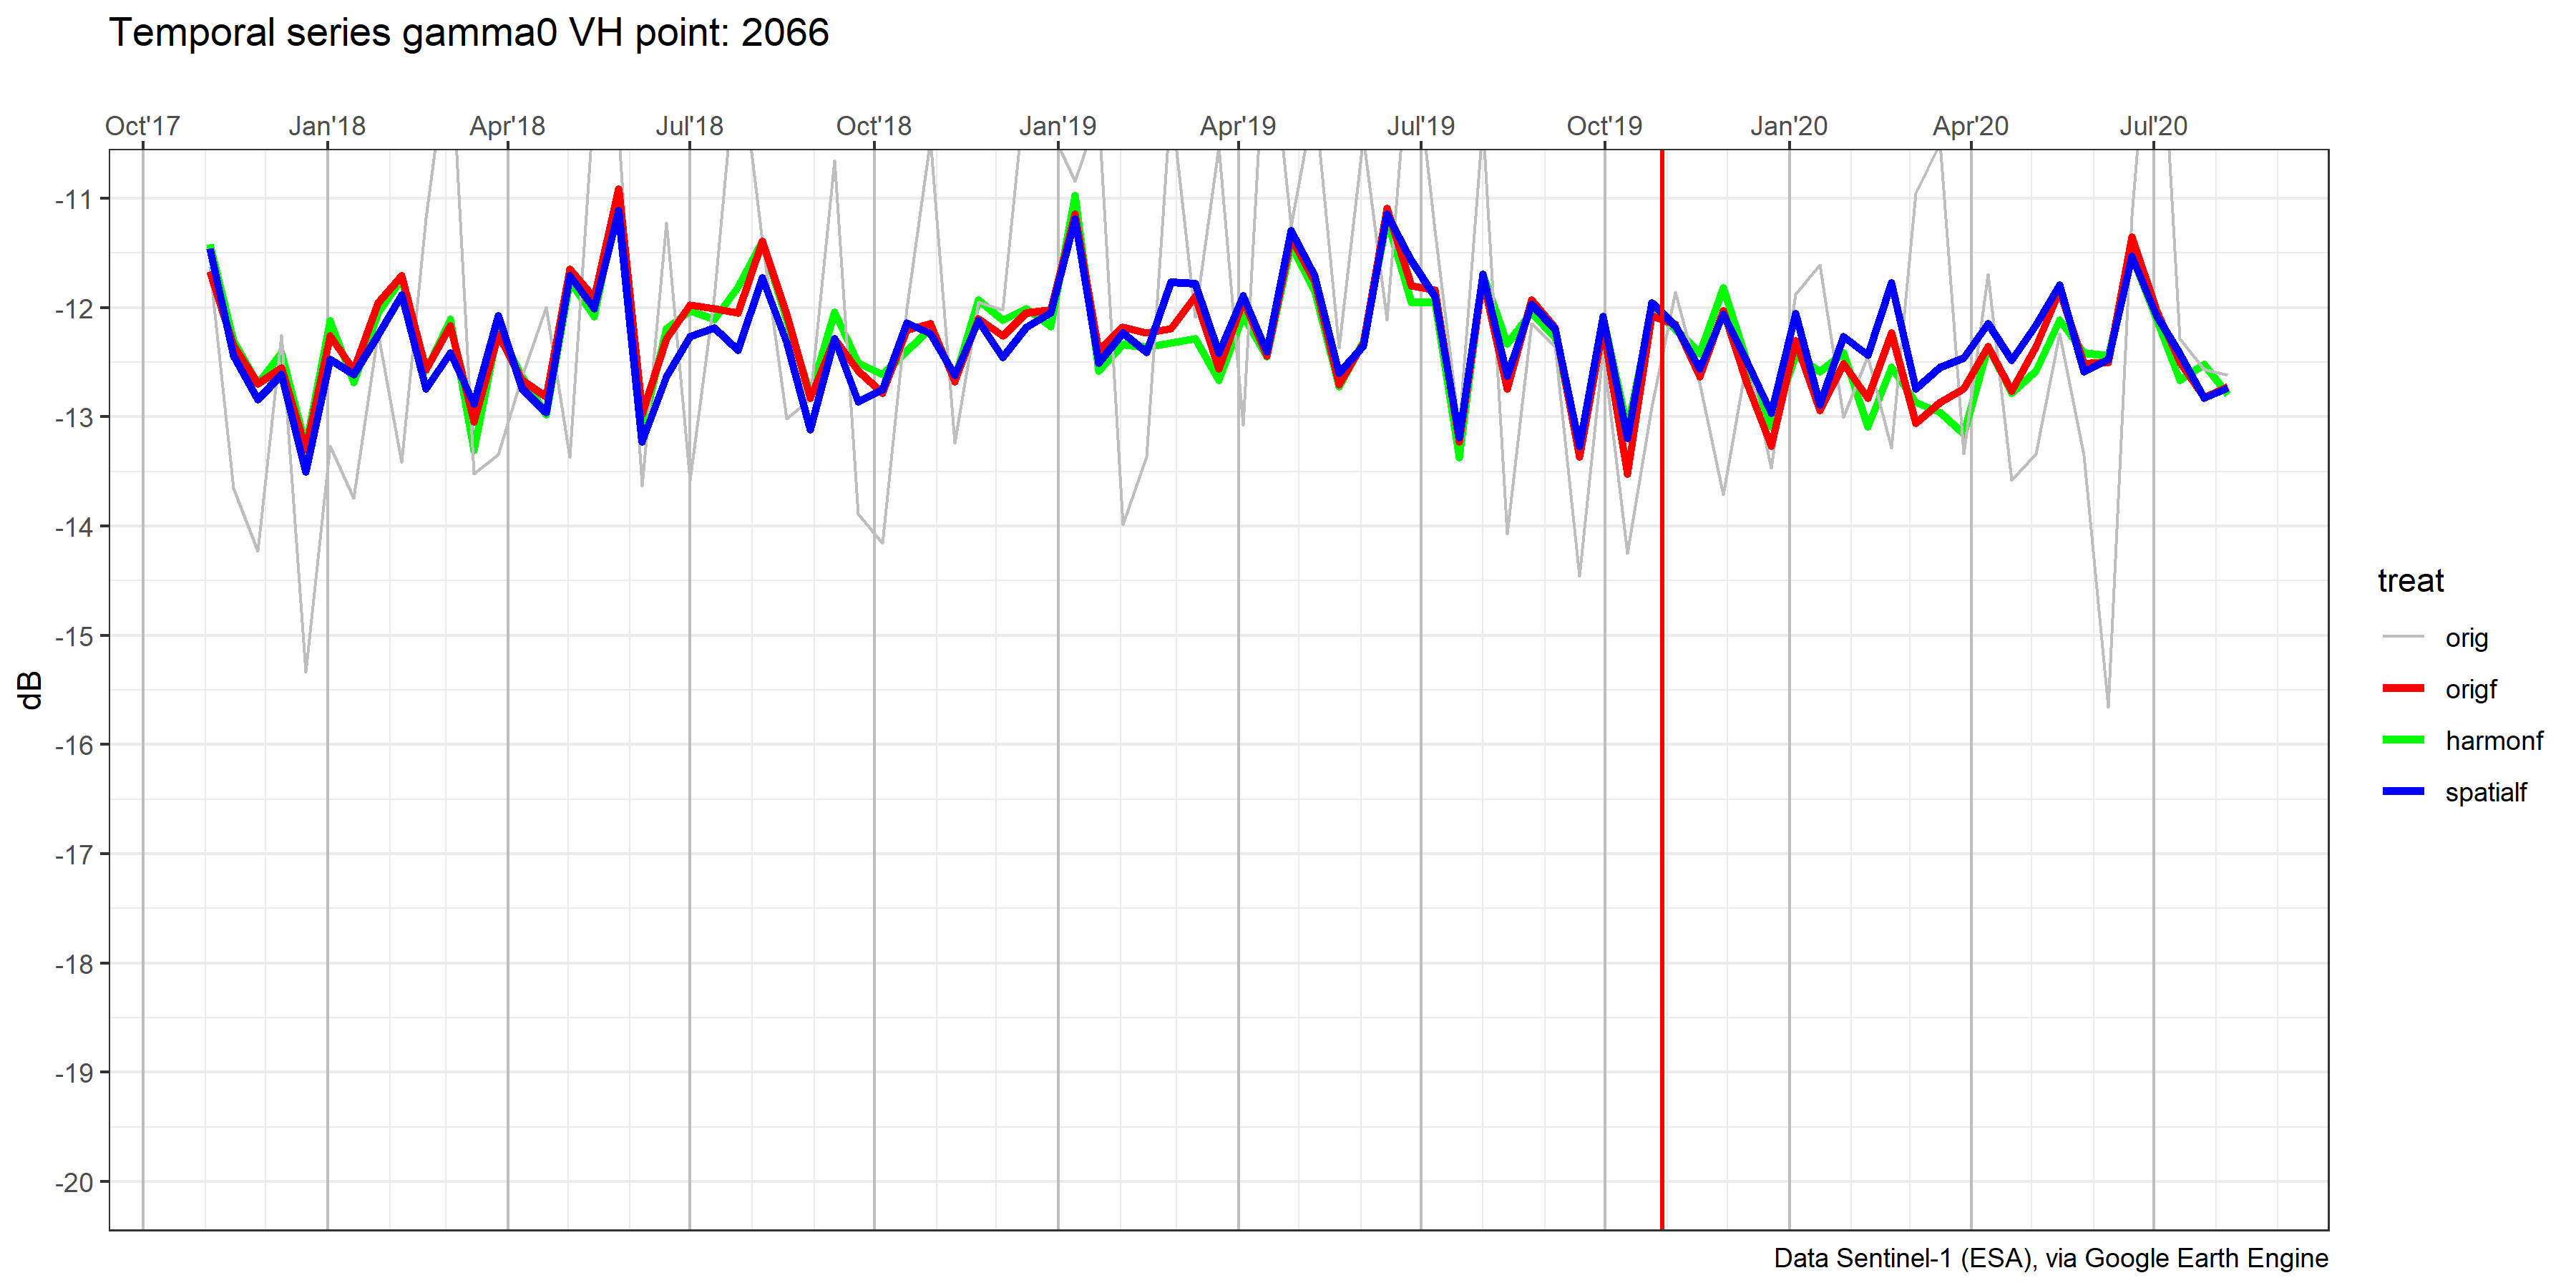 Temporal series gamma0 VH point: 2066
Oct'17 Jan'18 Apr'18 Jul'18 Oct'18 Jan'19 Apr'19 Jul'19 Oct'19 Jan'20 Apr'20 Jul'20
-11
-12
-13
-14
-15
-16
-17
-18
-19
-20
dB
treat
orig
origf
harmonf
spatialf
Data Sentinel-1 (ESA), via Google Earth Engine